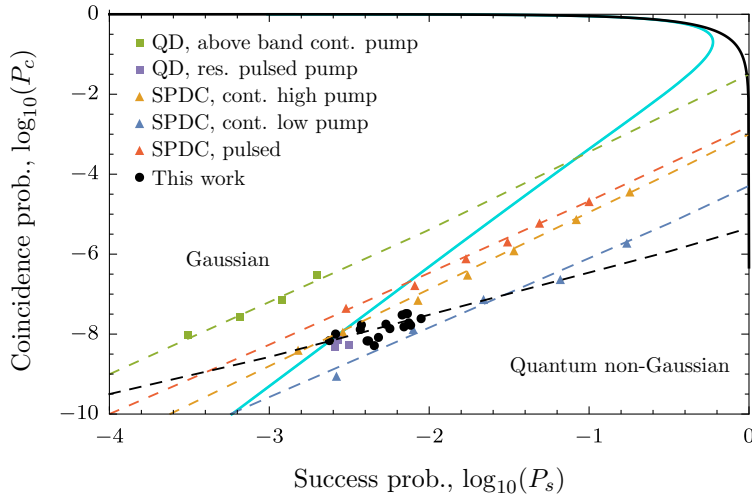 0
−2
−4
−6
−8
−10
Coincidence prob., log10(Pc)
QD, above band cont. pump
QD, res. pulsed pump
SPDC, cont. high pump
SPDC, cont. low pump
SPDC, pulsed
This work
Gaussian
Quantum non-Gaussian
−4
−3
−2
−1
0
Success prob., log10(Ps)